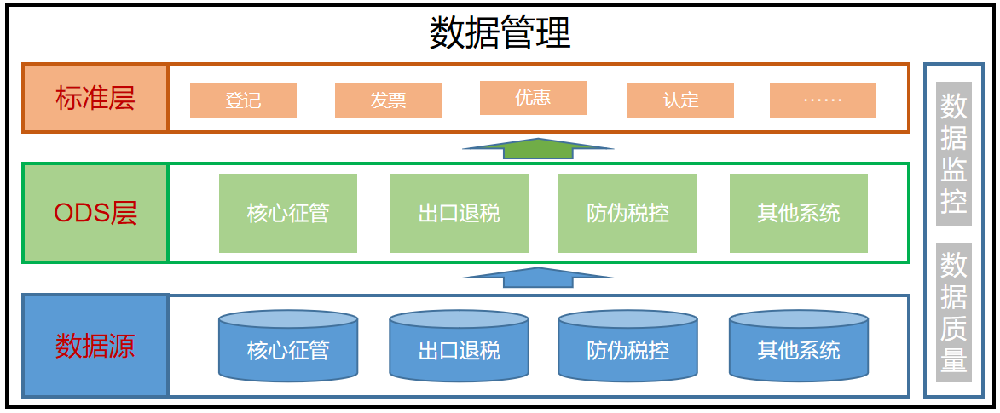 数据管理
标准层
登记
发票
优惠
认定
……
ODS层
核心征管
出口退税
防伪税控
其他系统
数据源
核心征管
出口退税
防伪税控
其他系统
数据监控
数据质量